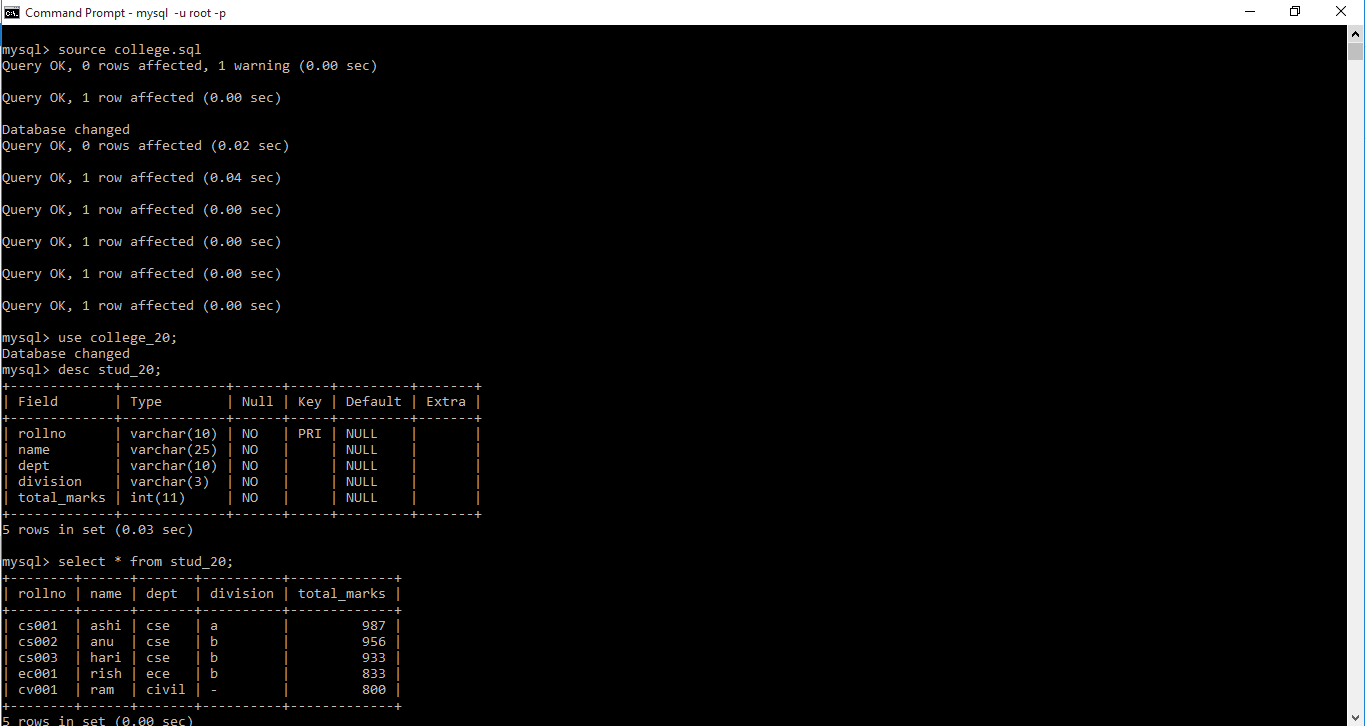 Command Prompt - mysql  -u root -p
mysql> source college.sql
Query OK, 0 rows affected, 1 warning (0.00 sec)

Query OK, 1 row affected (0.00 sec)

Database changed
Query OK, 0 rows affected (0.02 sec)

Query OK, 1 row affected (0.04 sec)

Query OK, 1 row affected (0.00 sec)

Query OK, 1 row affected (0.00 sec)

Query OK, 1 row affected (0.00 sec)

Query OK, 1 row affected (0.00 sec)

mysql> use college_20;
Database changed
mysql> desc stud_20;
+-------------+-------------+------+-----+---------+-------+
| Field       | Type        | Null | Key | Default | Extra |
+-------------+-------------+------+-----+---------+-------+
| rollno      | varchar(10) | NO   | PRI | NULL    |       |
| name        | varchar(25) | NO   |     | NULL    |       |
| dept        | varchar(10) | NO   |     | NULL    |       |
| division    | varchar(3)  | NO   |     | NULL    |       |
| total_marks | int(11)     | NO   |     | NULL    |       |
+-------------+-------------+------+-----+---------+-------+
5 rows in set (0.03 sec)

mysql> select * from stud_20;
+--------+------+-------+----------+-------------+
| rollno | name | dept  | division | total_marks |
+--------+------+-------+----------+-------------+
| cs001  | ashi | cse   | a        |         987 |
| cs002  | anu  | cse   | b        |         956 |
| cs003  | hari | cse   | b        |         933 |
| ec001  | rish | ece   | b        |         833 |
| cv001  | ram  | civil | -        |         800 |
+--------+------+-------+----------+-------------+
5 rows in set (0.00 sec)